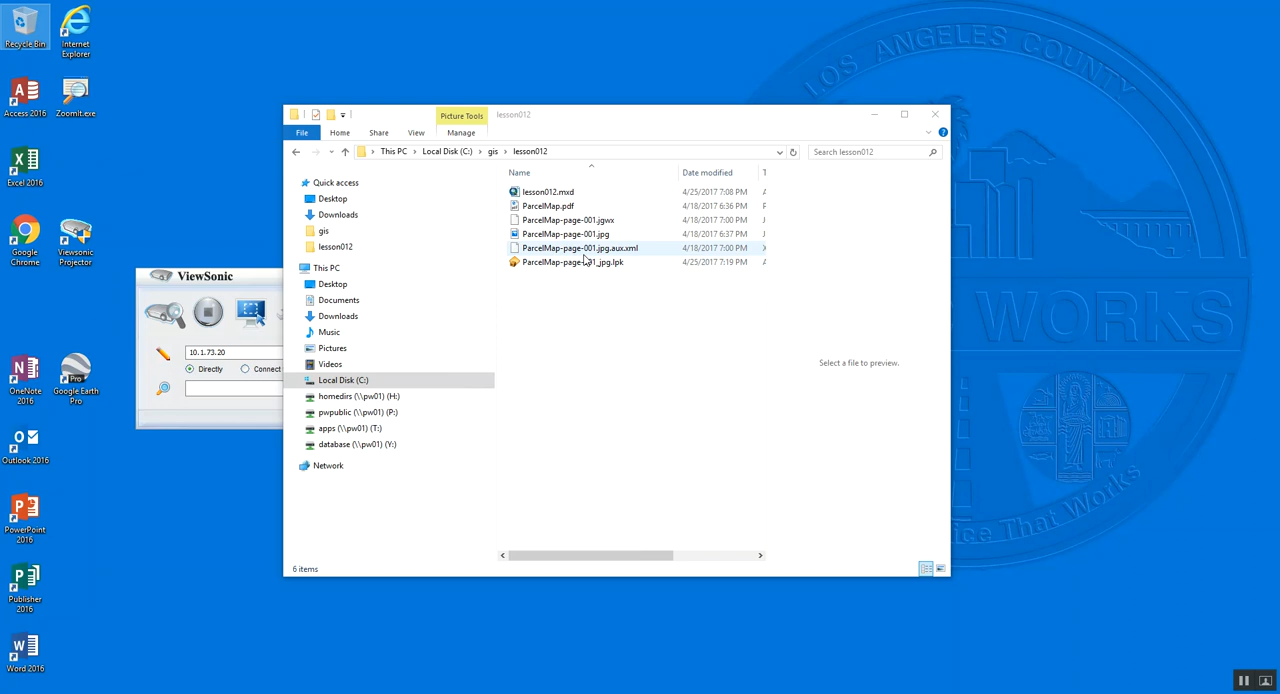 Recycle Bin
Internet Explorer
Access 2016
ZoomIt.exe
Excel 2016
Google Chrome
Viewsonic Projector
OneNote 2016
Google Earth Pro
Outlook 2016
PowerPoint 2016
Publisher 2016
Word 2016
LOS ANGELES COUNTY
WORKS
That Works
ViewSonic
10.1.73.20
Directly
Connect
Picture Tools
lesson012
File
Home
Share
View
Manage
This PC > Local Disk (C:) > gis > lesson012
Search lesson012
Quick access
Desktop
Downloads
gis
lesson012
This PC
Desktop
Documents
Downloads
Music
Pictures
Videos
Local Disk (C:)
homedirs (\\pw01) (H:)
pwpublic (\\pw01) (P:)
apps (\\pw01) (T:)
database (\\pw01) (Y:)
Network
Name Date modified T
lesson012.mxd 4/25/2017 7:08 PM A
ParcelMap.pdf 4/18/2017 6:36 PM A
ParcelMap-page-001.jgwx 4/18/2017 7:00 PM J
ParcelMap-page-001.jpg 4/18/2017 6:37 PM J
ParcelMap-page-001.jpg.aux.xml 4/18/2017 7:00 PM X
ParcelMap-page-001_jpg.lpk 4/25/2017 7:19 PM A
Select a file to preview.
6 items